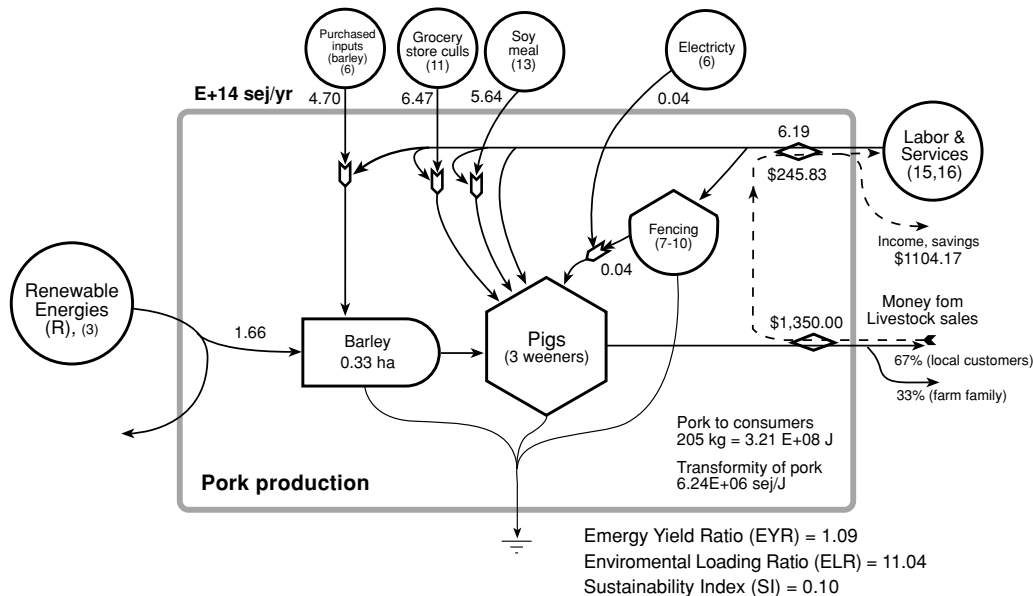 Purchased
inputs
(barley)
(6)
Grocery
store culls
(11)
Soy
meal
(13)
Electricty
(6)
E+14 sej/yr
4.70
6.47
5.64
0.04
6.19
$245.83
Labor &
Services
(15,16)
Fencing
(7-10)
0.04
Income, savings
$1104.17
Renewable
Energies
(R), (3)
1.66
Barley
0.33 ha
Pigs
(3 weeners)
$1,350.00
Money fom
Livestock sales
67% (local customers)
33% (farm family)
Pork to consumers
205 kg = 3.21 E+08 J
Transformity of pork
6.24E+06 sej/J
Pork production
Emergy Yield Ratio (EYR) = 1.09
Enviromental Loading Ratio (ELR) = 11.04
Sustainability Index (SI) = 0.10